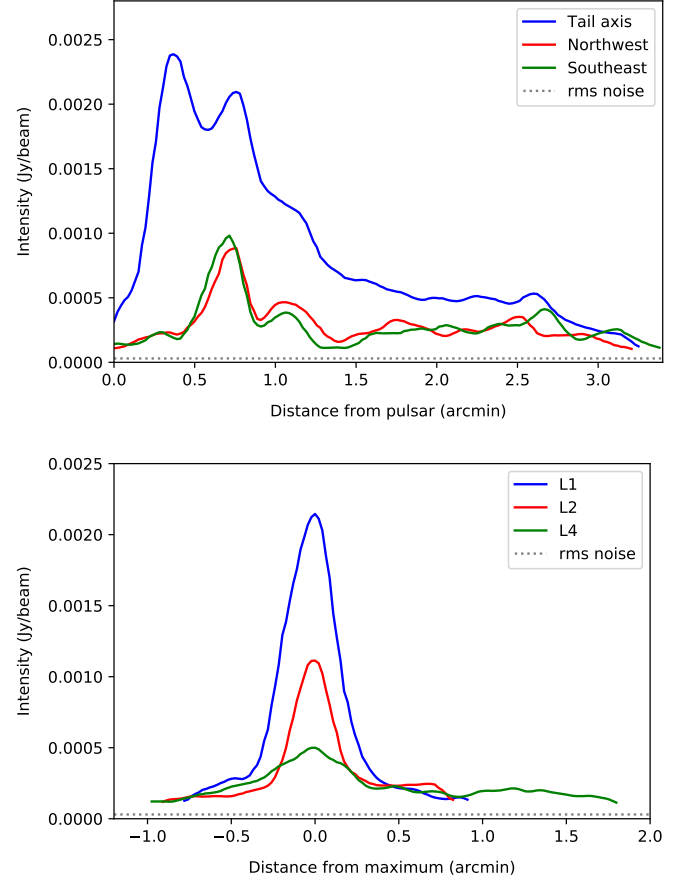 0.0025
0.0020
0.0015
0.0010
0.0005
0.0000
Intensity (Jy/beam)
Tail axis
Northwest
Southeast
rms noise
0.0 0.5 1.0 1.5 2.0 2.5 3.0
Distance from pulsar (arcmin)
0.0025
0.0020
0.0015
0.0010
0.0005
0.0000
Intensity (Jy/beam)
L1
L2
L4
rms noise
−1.0 −0.5 0.0 0.5 1.0 1.5 2.0
Distance from maximum (arcmin)